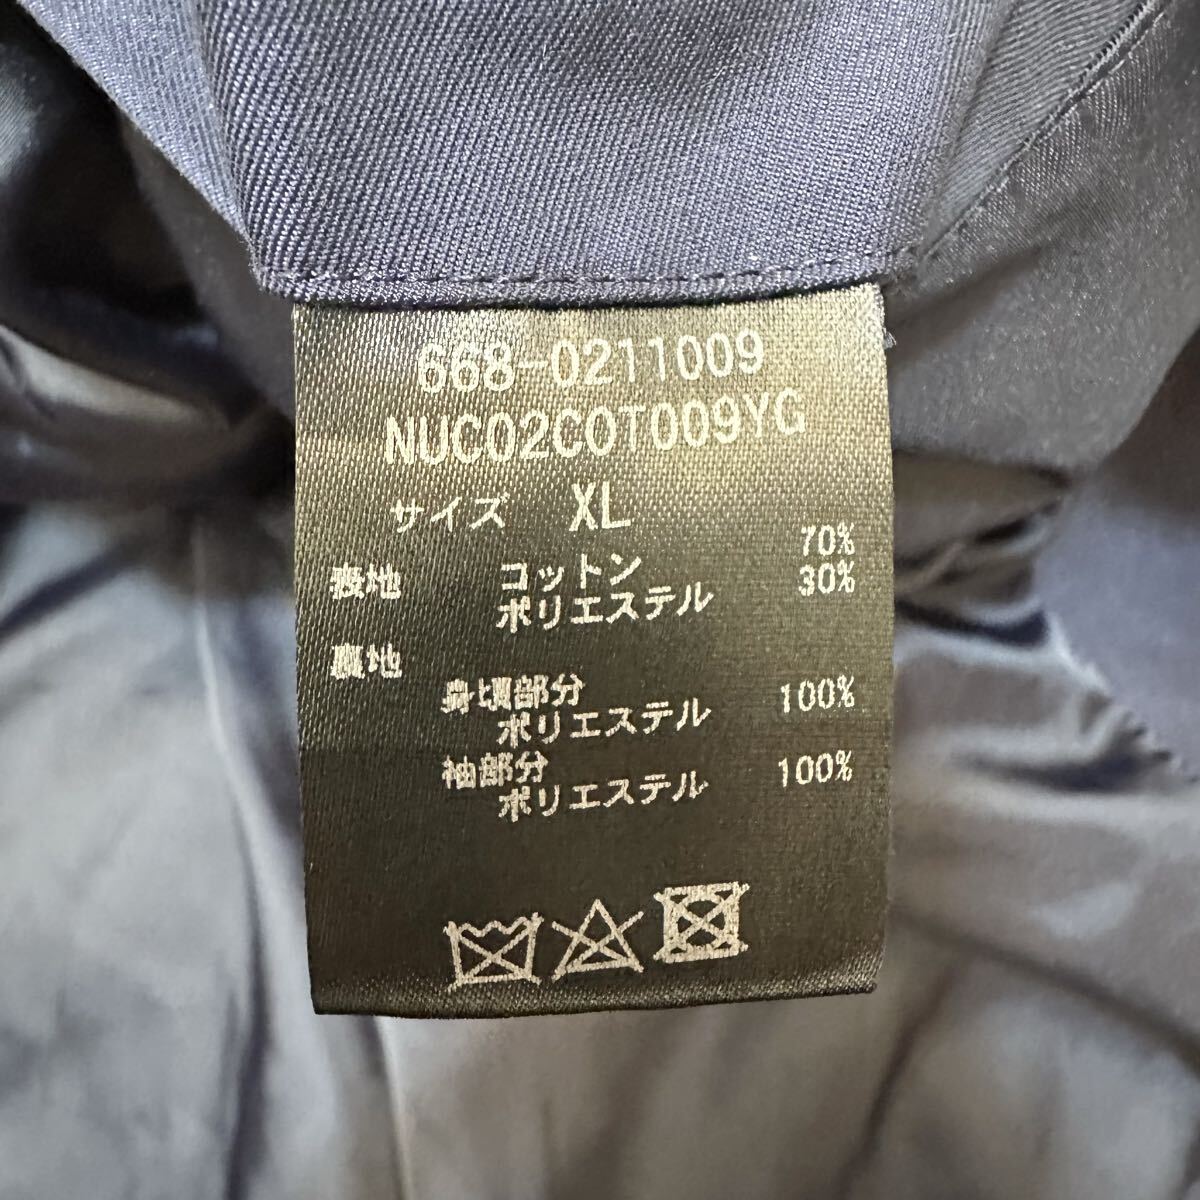 668-0211009
NUC02COT009YG
サイズ XL
表地 コットン 70%
ポリエステル 30%
裏地
身頃部分
ポリエステル 100%
袖部分
ポリエステル 100%